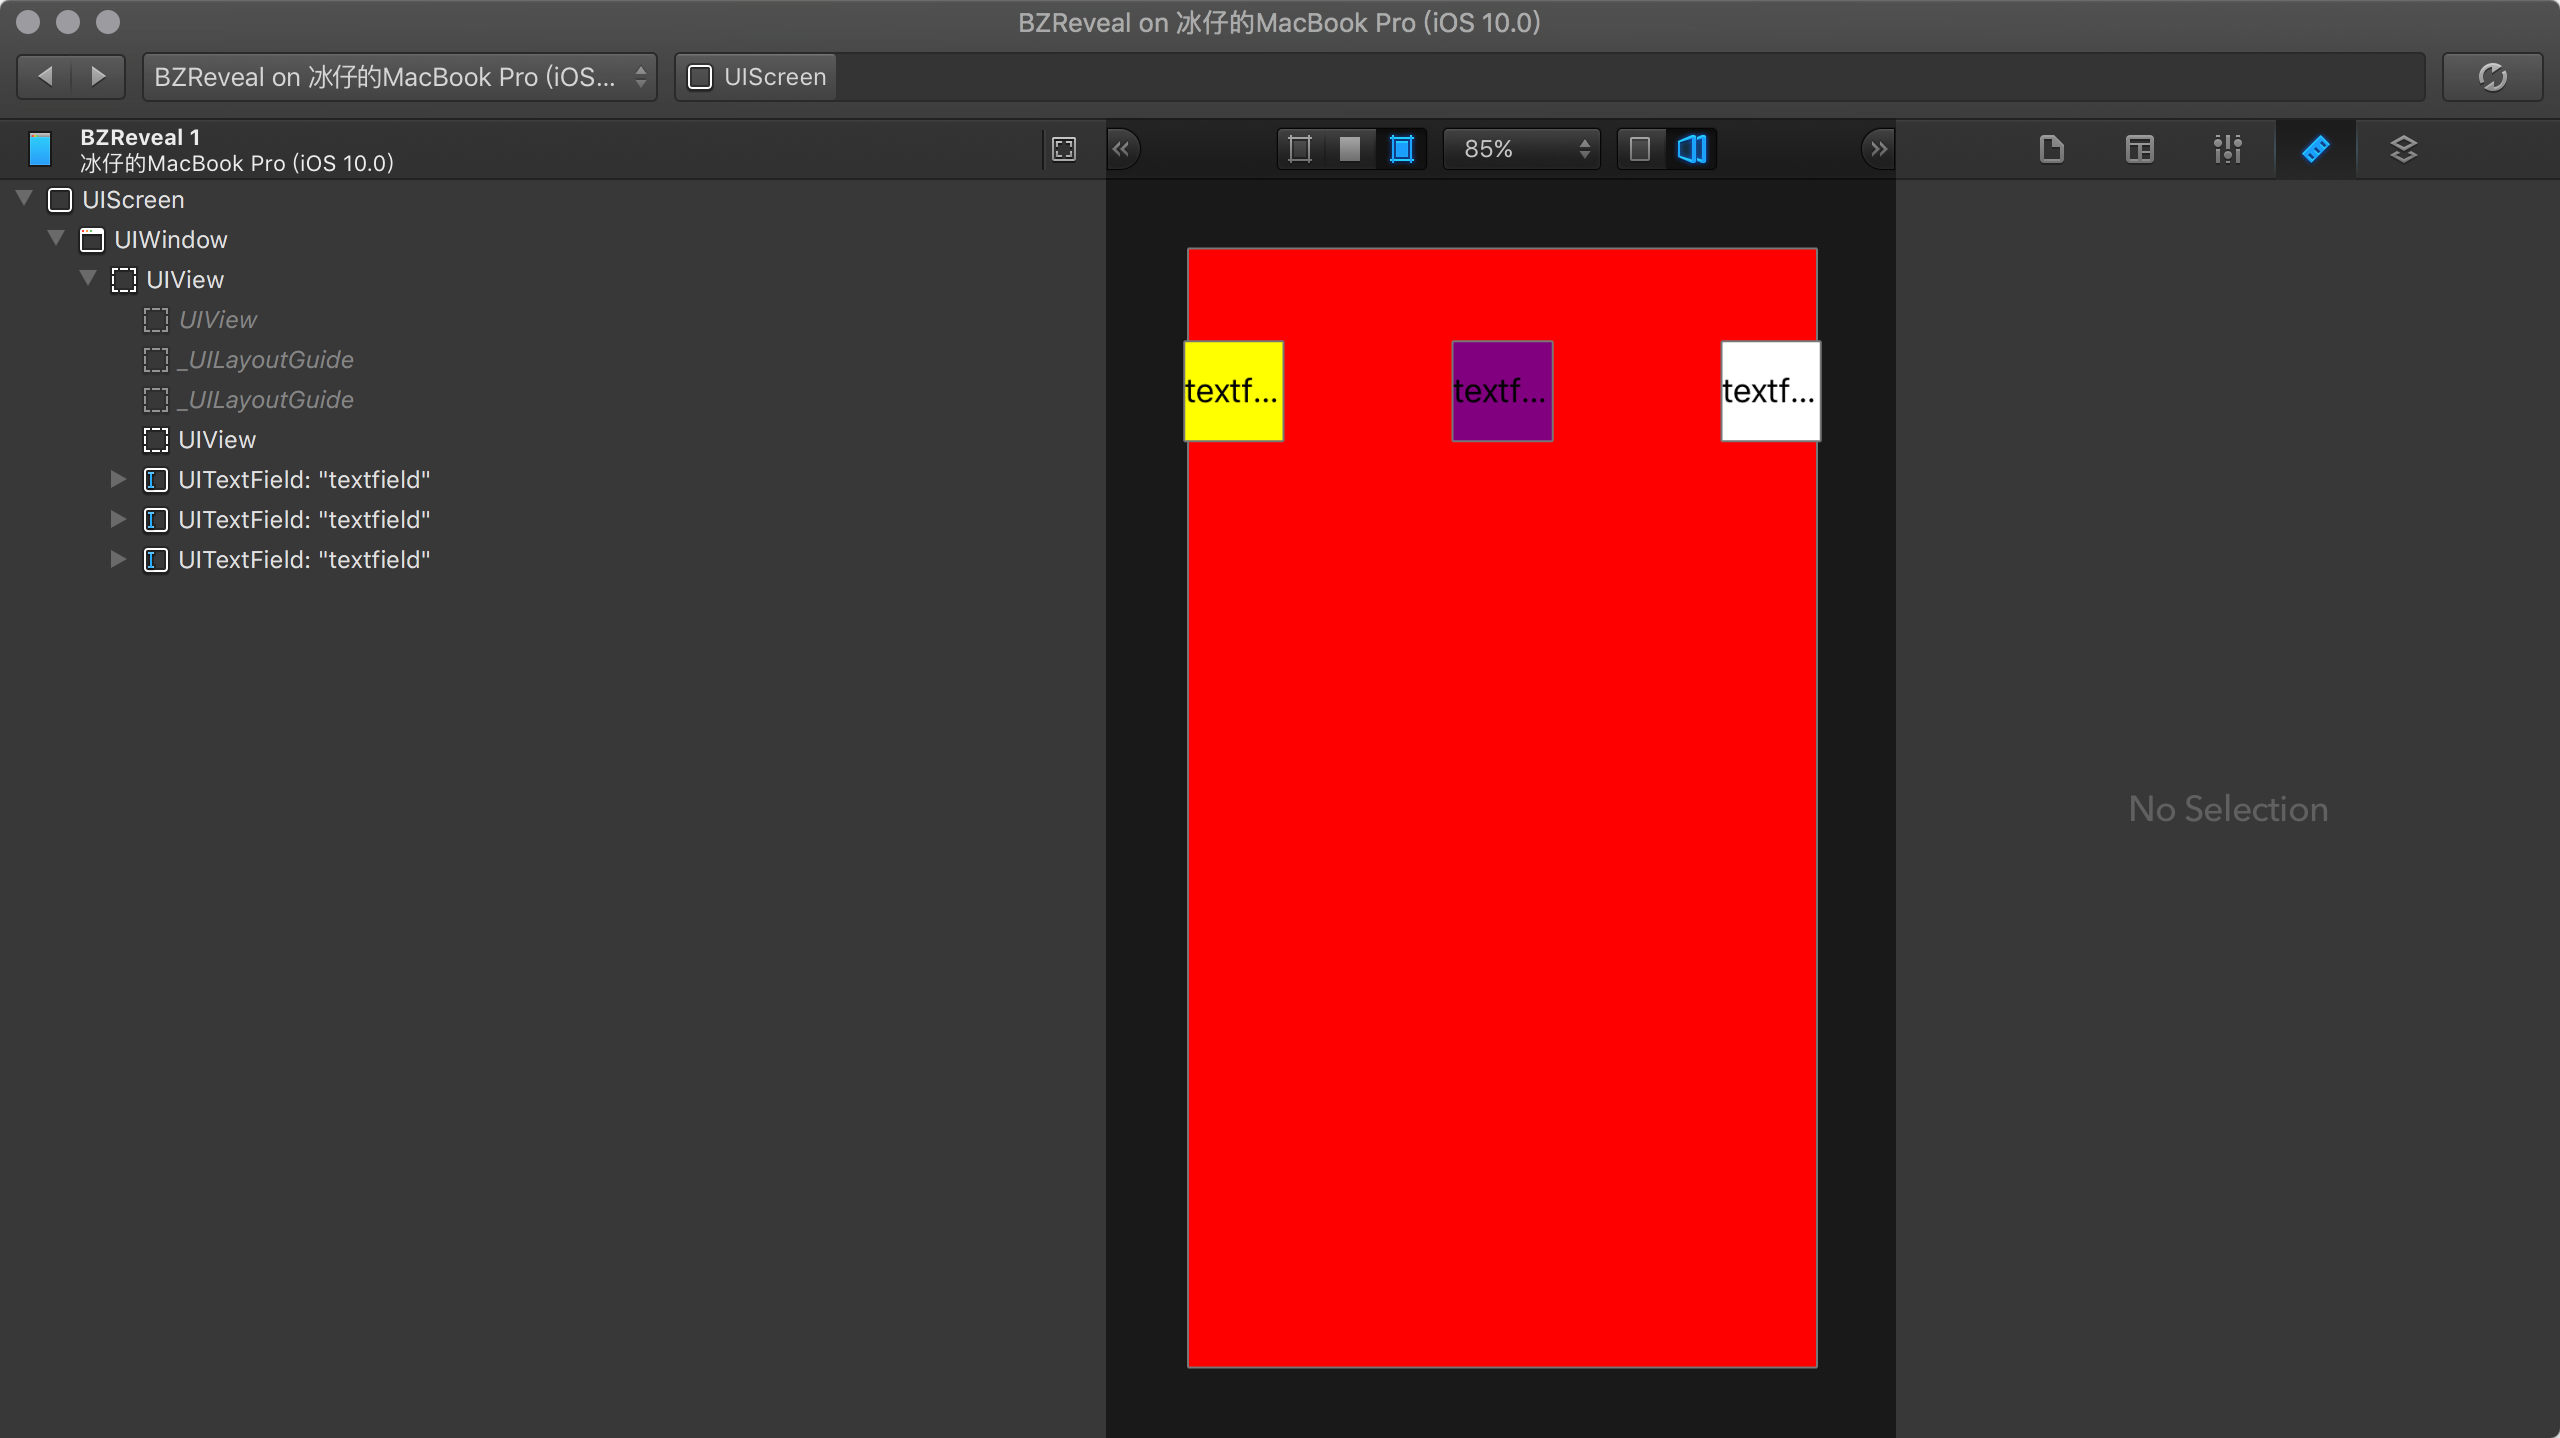 BZReveal on 冰仔的MacBook Pro (iOS 10.0)
BZReveal on 冰仔的MacBook Pro (iOS...
UIScreen
BZReveal 1
冰仔的MacBook Pro (iOS 10.0)
85%
UIScreen
UIWindow
UIView
UIView
_UILayoutGuide
_UILayoutGuide
UIView
UITextField: "textfield"
UITextField: "textfield"
UITextField: "textfield"
textf...
textf...
textf...
No Selection